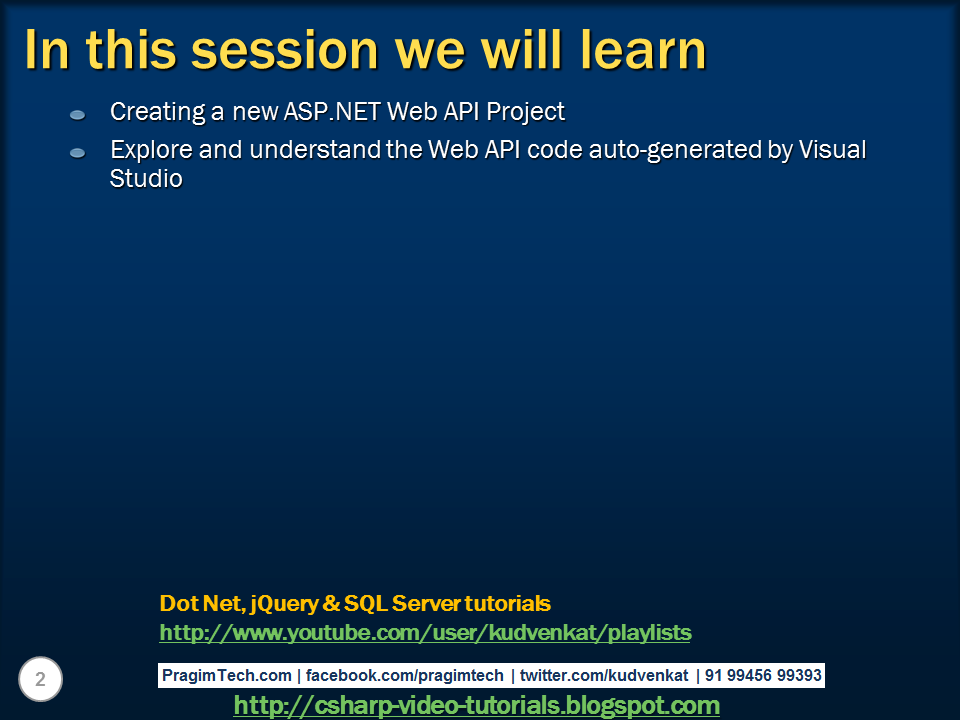 In this session we will learn
Creating a new ASP.NET Web API Project
Explore and understand the Web API code auto-generated by Visual
Studio
Dot Net, jQuery & SQL Server tutorials
http://www.youtube.com/user/kudvenkat/playlists
2
PragimTech.com | facebook.com/pragimtech | twitter.com/kudvenkat | 91 99456 99393
http://csharp-video-tutorials.blogspot.com